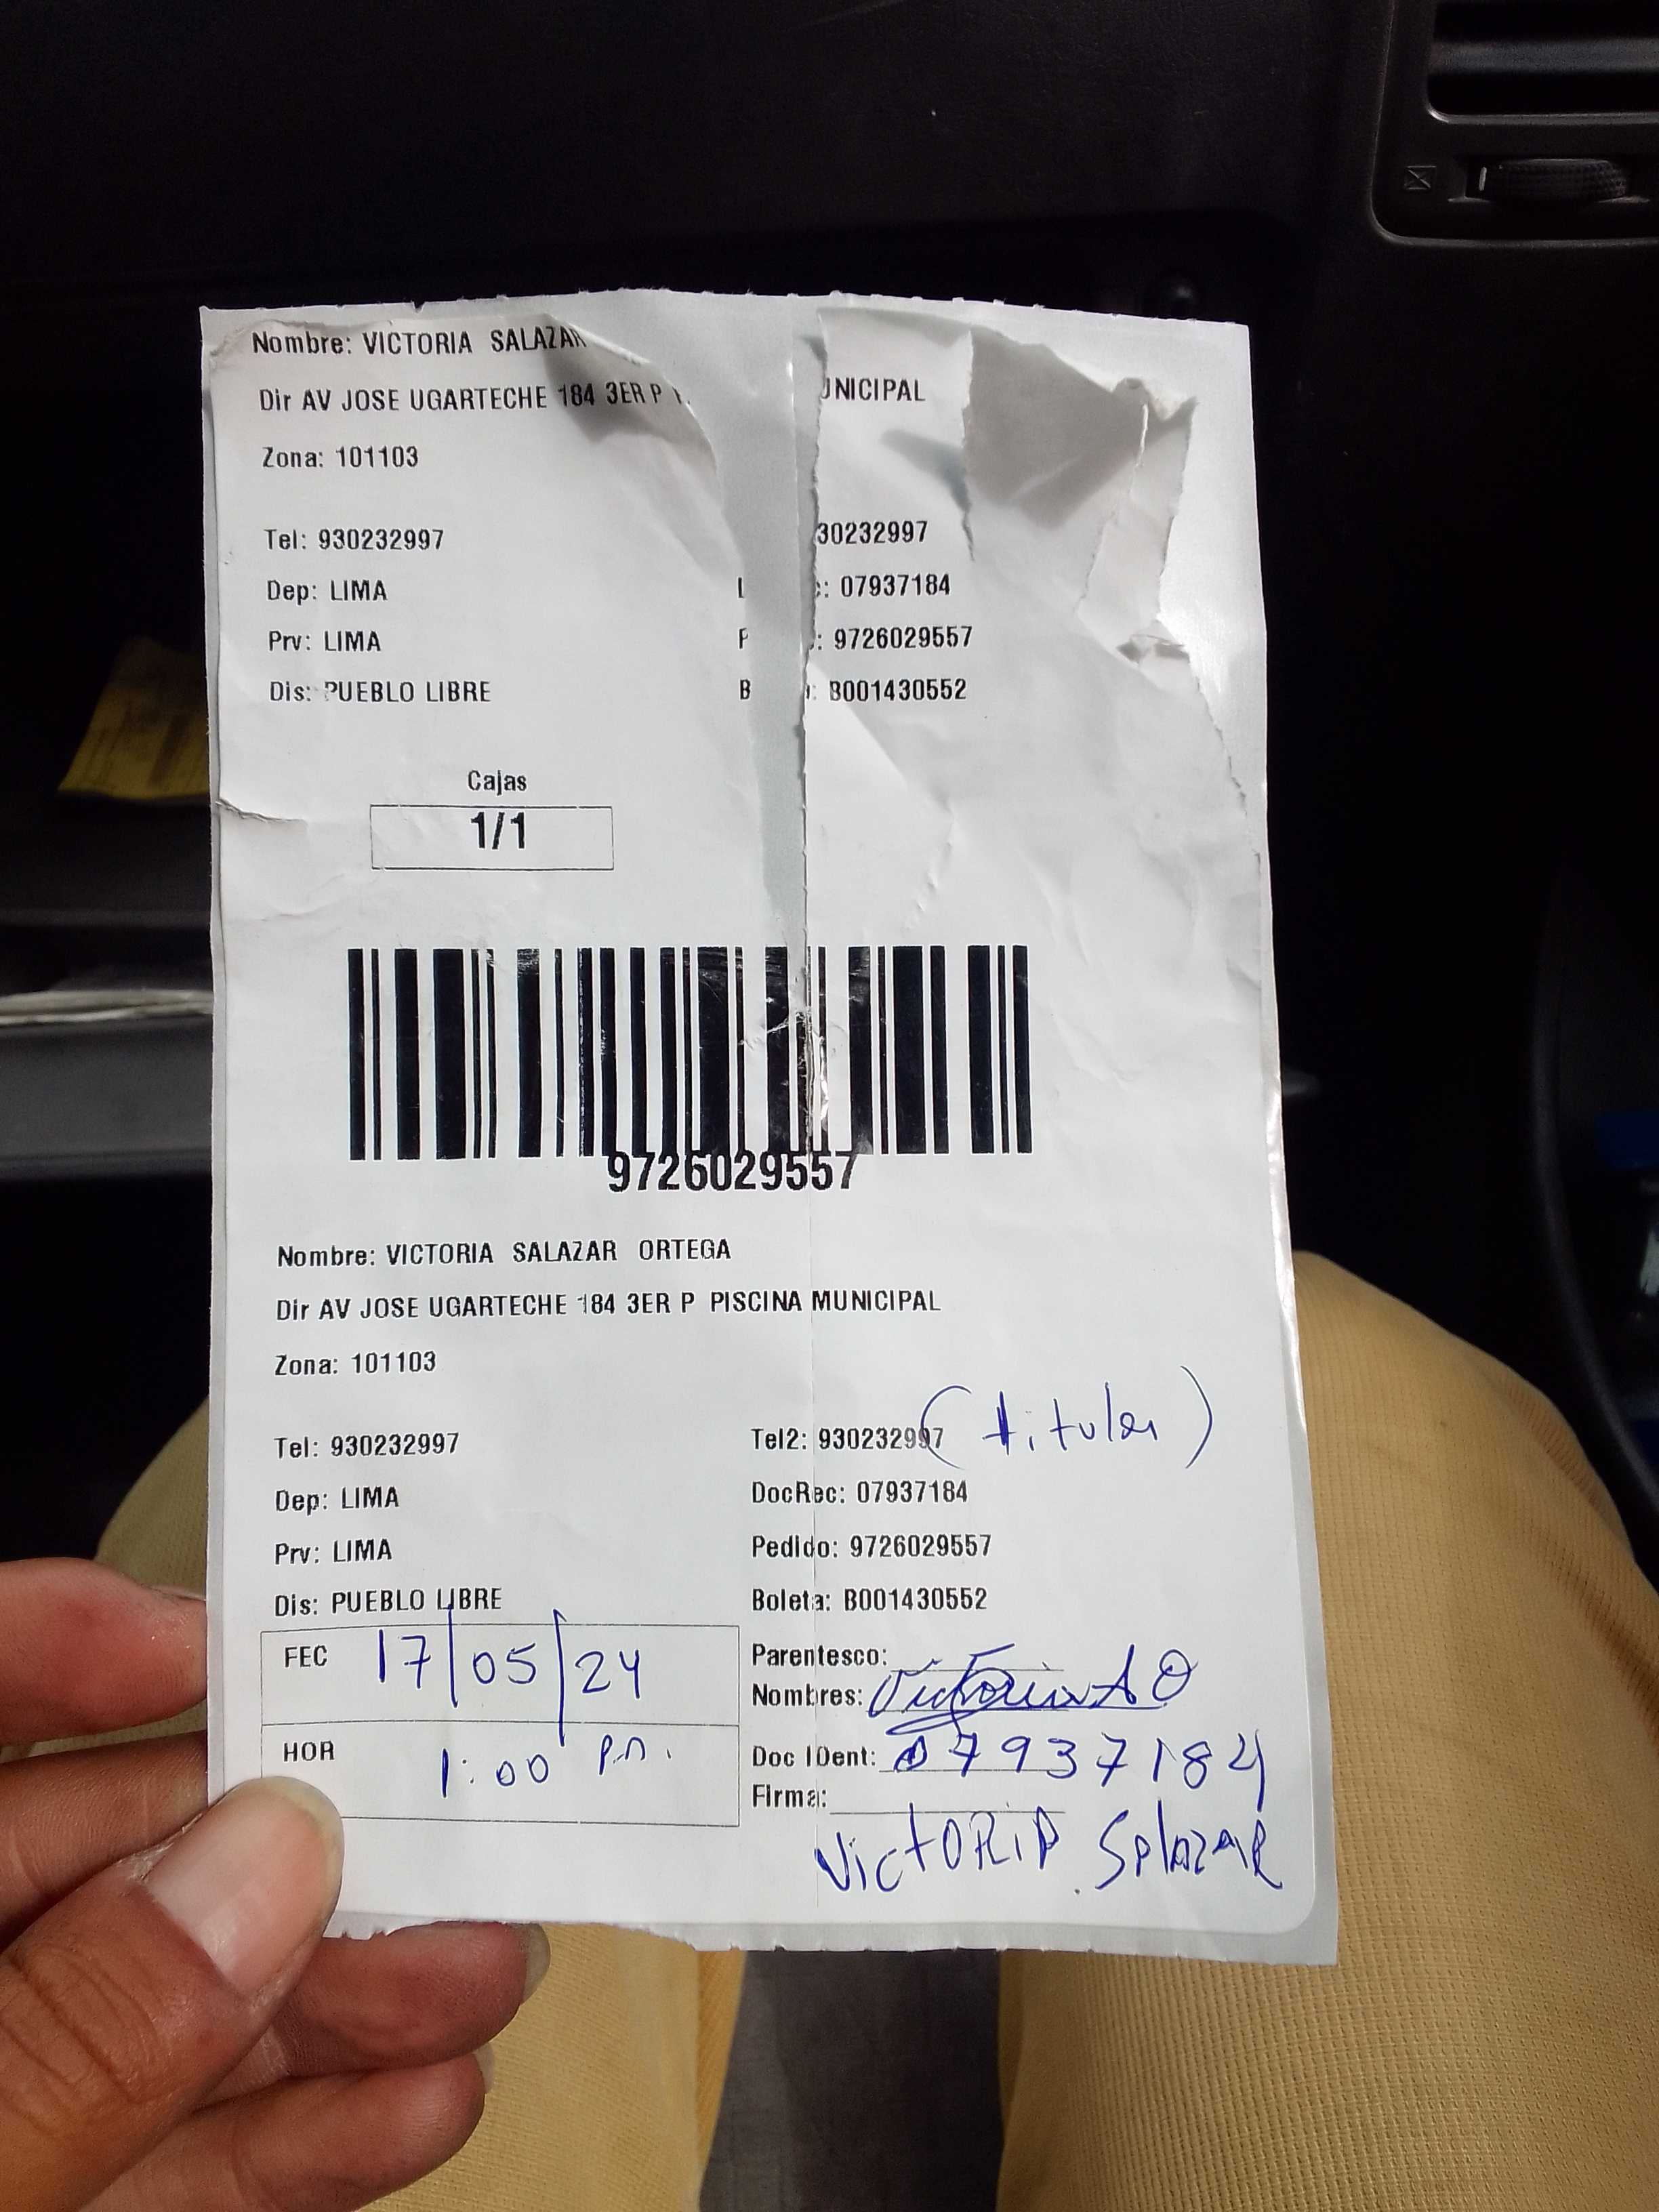 Nombre: VICTORIA SALAZAR
Dir AV JOSE UGARTECHE 184 3ER P UNICIPAL
Zona: 101103
Tel: 930232997 30232997
Dep: LIMA : 07937184
Prv: LIMA P : 9726029557
Dis: PUEBLO LIBRE B : B001430552
Cajas
1/1
9726029557
Nombre: VICTORIA SALAZAR ORTEGA
Dir AV JOSE UGARTECHE 184 3ER P PISCINA MUNICIPAL
Zona: 101103
Tel: 930232997 Tel2: 930232997 (titular)
Dep: LIMA DocRec: 07937184
Prv: LIMA Pedido: 9726029557
Dis: PUEBLO LIBRE Boleta: B001430552
FEC 17/05/24 Parentesco:
Nombres: Victoria
HOR 1:00 p.m. Doc IDent: 07937184
Firma:
VICTORIA Salazar